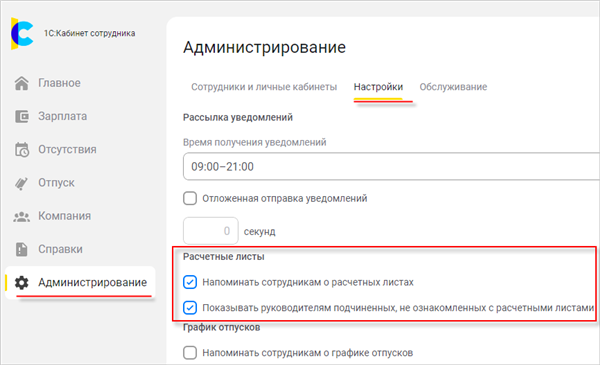 1С:Кабинет сотрудника
Главное
Зарплата
Отсутствия
Отпуск
Компания
Справки
Администрирование
Администрирование
Сотрудники и личные кабинеты Настройки Обслуживание
Рассылка уведомлений
Время получения уведомлений
09:00–21:00
Отложенная отправка уведомлений
0 секунд
Расчетные листы
Напоминать сотрудникам о расчетных листах
Показывать руководителям подчиненных, не ознакомленных с расчетными листами
График отпусков
Напоминать сотрудникам о графике отпусков